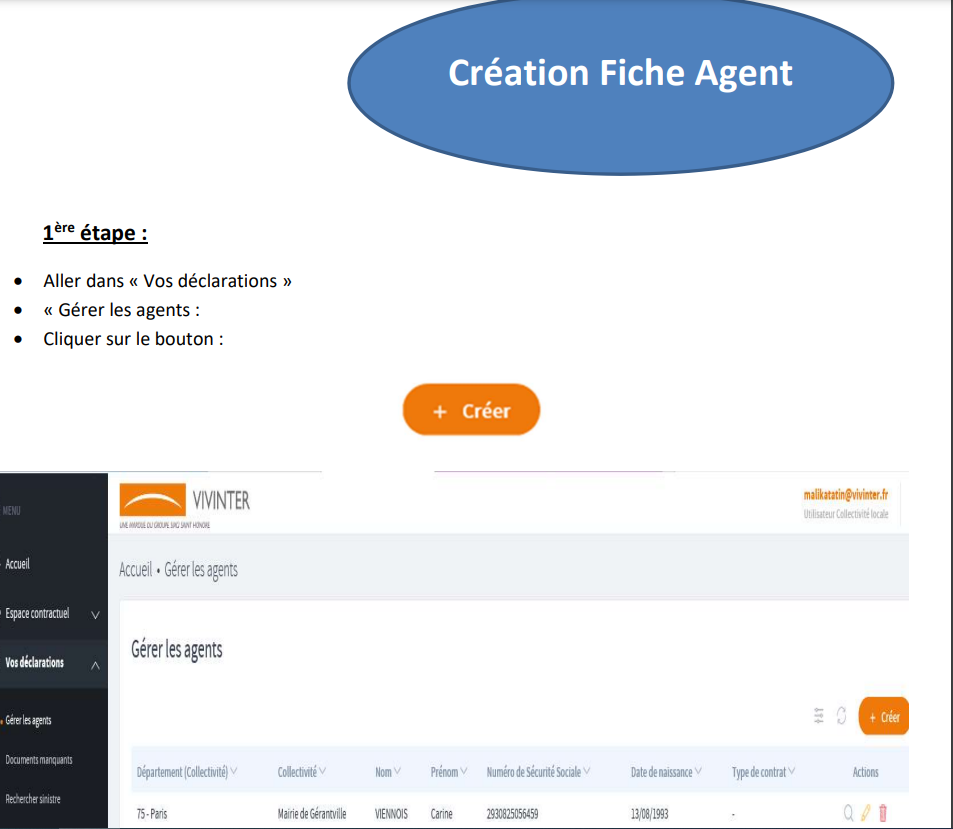 Création Fiche Agent
1ère étape :
• Aller dans « Vos déclarations »
• « Gérer les agents :
• Cliquer sur le bouton :
+ Créer
MENU
VIVINTER
UNE MARQUE DU GROUPE SIACI SAINT HONORE
malikatatin@vivinter.fr
Utilisateur Collectivité locale
Accueil
Accueil • Gérer les agents
Espace contractuel
Vos déclarations
Gérer les agents
Documents manquants
Rechercher sinistre
Gérer les agents
+ Créer
Département (Collectivité) Collectivité Nom Prénom Numéro de Sécurité Sociale Date de naissance Type de contrat Actions
75 - Paris Mairie de Gérantville VIENNOIS Carine 2930825056459 13/08/1993 -